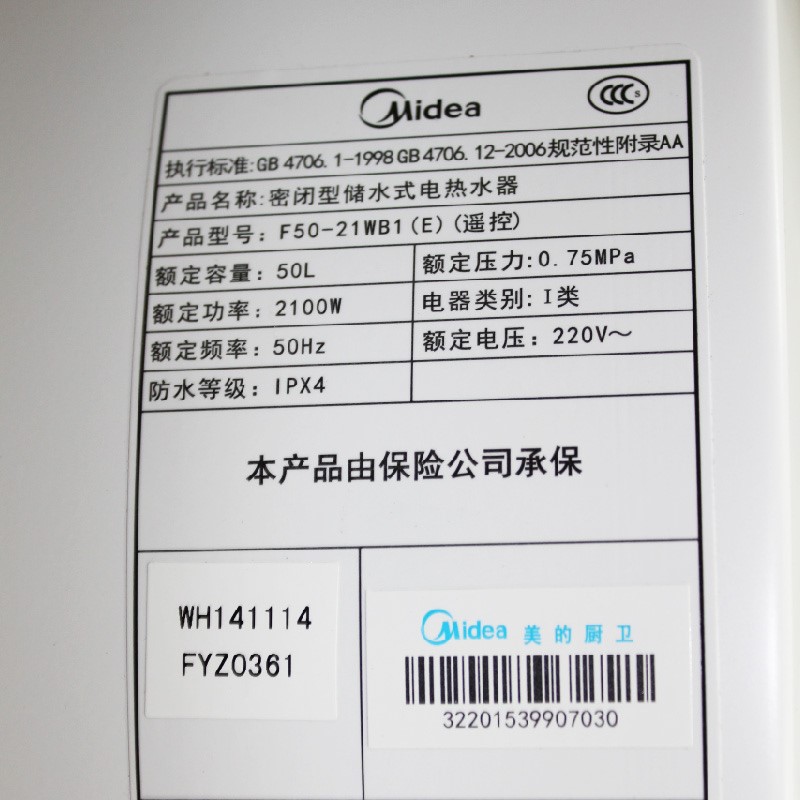 Midea
CCCs
执行标准:GB 4706.1-1998 GB 4706.12-2006规范性附录AA
产品名称:密闭型储水式电热水器
产品型号: F50-21WB1(E)(遥控)
额定容量: 50L
额定压力:0.75MPa
额定功率: 2100W
电器类别: I类
额定频率: 50Hz
额定电压: 220V～
防水等级: IPX4
本产品由保险公司承保
WH141114
FYZ0361
Midea 美的厨卫
32201539907030